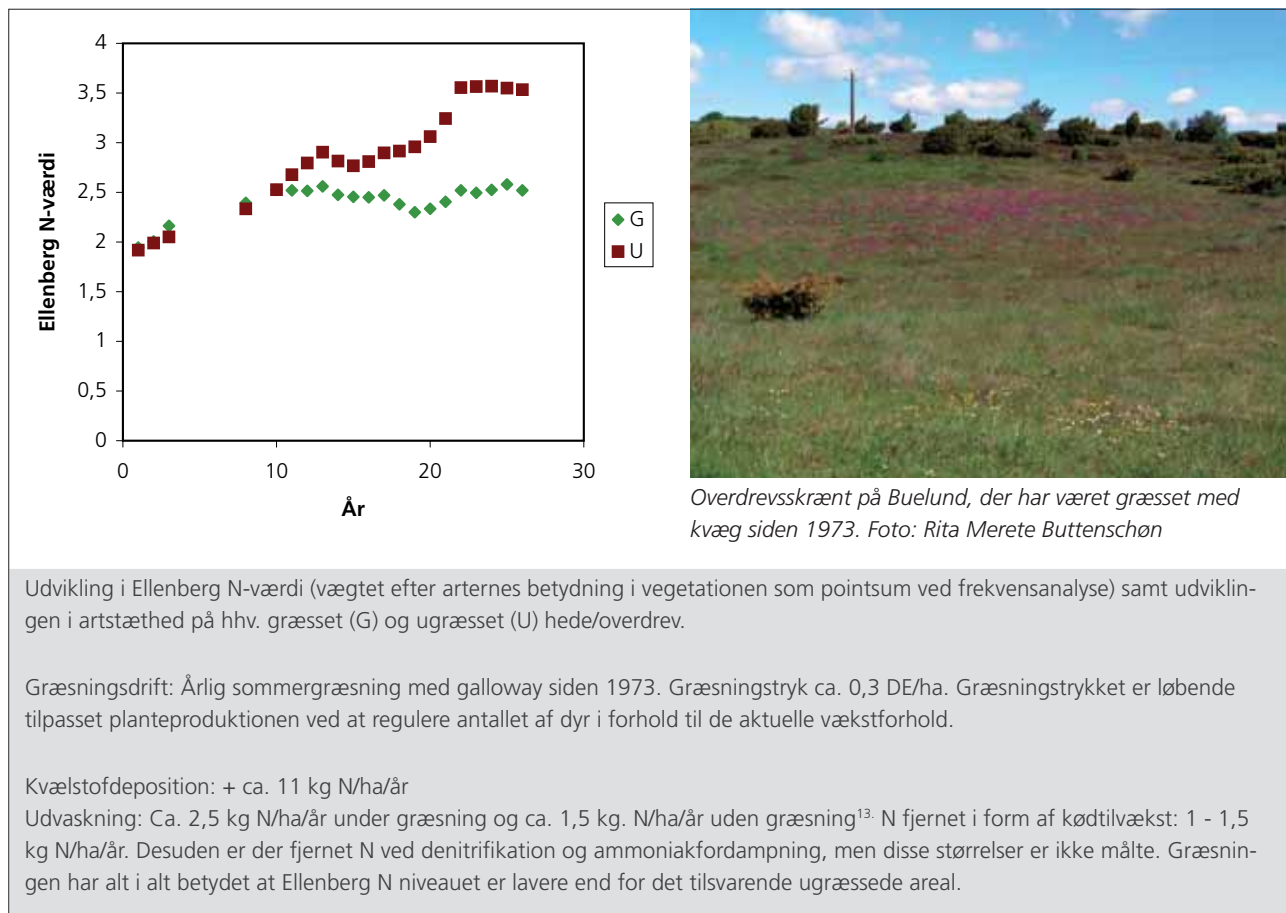 4
3,5
3
2,5
2
1,5
1
0,5
0
Ellenberg N-værdi
0 10 20 30
År
G
U
Overdrevsskrænt på Buelund, der har været græsset med
kvæg siden 1973. Foto: Rita Merete Buttenschøn
Udvikling i Ellenberg N-værdi (vægtet efter arternes betydning i vegetationen som pointsum ved frekvensanalyse) samt udviklin-
gen i artstæthed på hhv. græsset (G) og ugræsset (U) hede/overdrev.
Græsningsdrift: Årlig sommergræsning med galloway siden 1973. Græsningstryk ca. 0,3 DE/ha. Græsningstrykket er løbende
tilpasset planteproduktionen ved at regulere antallet af dyr i forhold til de aktuelle vækstforhold.
Kvælstofdeposition: + ca. 11 kg N/ha/år
Udvaskning: Ca. 2,5 kg N/ha/år under græsning og ca. 1,5 kg. N/ha/år uden græsning13. N fjernet i form af kødtilvækst: 1 - 1,5
kg N/ha/år. Desuden er der fjernet N ved denitrifikation og ammoniakfordampning, men disse størrelser er ikke målte. Græsnin-
gen har alt i alt betydet at Ellenberg N niveauet er lavere end for det tilsvarende ugræssede areal.